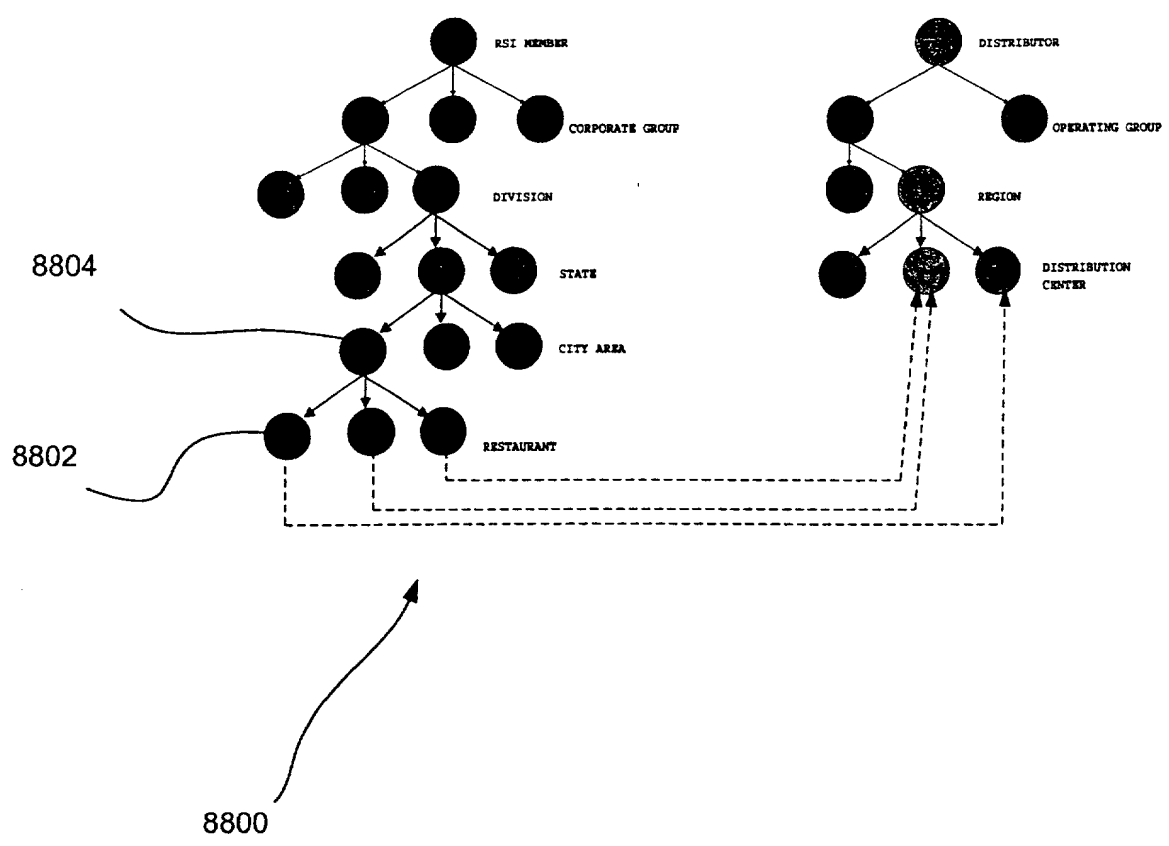 RSI MEMBER
DISTRIBUTOR
CORPORATE GROUP
OPERATING GROUP
DIVISION
REGION
8804
STATE
DISTRIBUTION
CENTER
CITY AREA
8802
RESTAURANT
8800